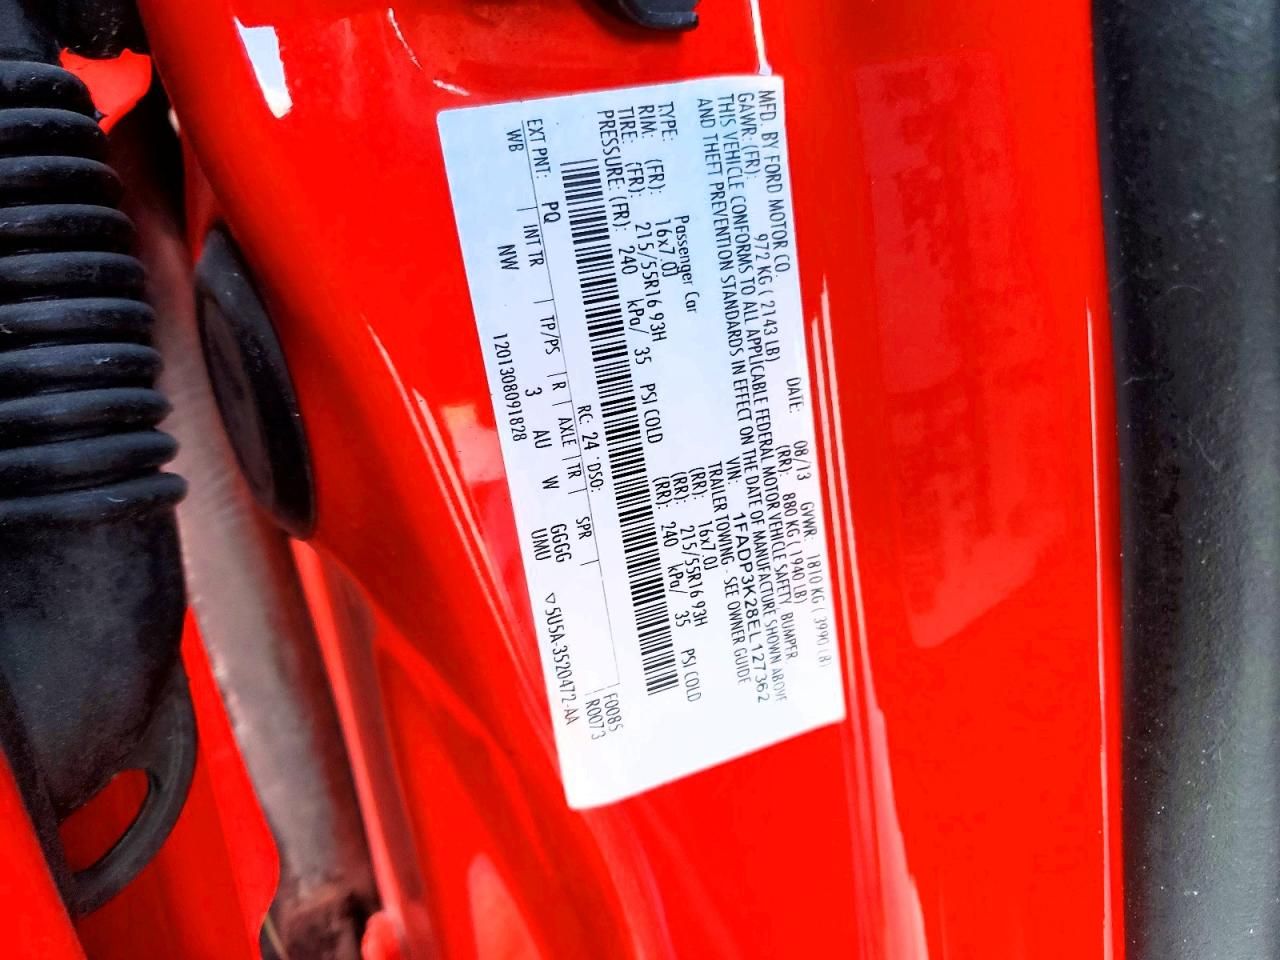 MFD. BY FORD MOTOR CO.
DATE: 08/13 GVWR: 1810 KG ( 3990 LB)
GAWR: (FR): 972 KG ( 2143 LB) (RR): 880 KG ( 1940 LB)
THIS VEHICLE CONFORMS TO ALL APPLICABLE FEDERAL MOTOR VEHICLE SAFETY, BUMPER,
AND THEFT PREVENTION STANDARDS IN EFFECT ON THE DATE OF MANUFACTURE SHOWN ABOVE
VIN: 1FADP3K28EL127362
TYPE: Passenger Car TRAILER TOWING - SEE OWNER GUIDE
RIM: (FR): 16x7.0J (RR): 16x7.0J
TIRE: (FR): 215/55R16 93H (RR): 215/55R16 93H
PRESSURE: (FR): 240 kPa/ 35 PSI COLD (RR): 240 kPa/ 35 PSI COLD
RC: 24 DSO: F0085
EXT PNT: PQ R0073
WB INT TR TP/PS R AXLE TR SPR
NW 3 AU W GGGG
UMU
1201308091828 ▽5U5A-3520472-AA